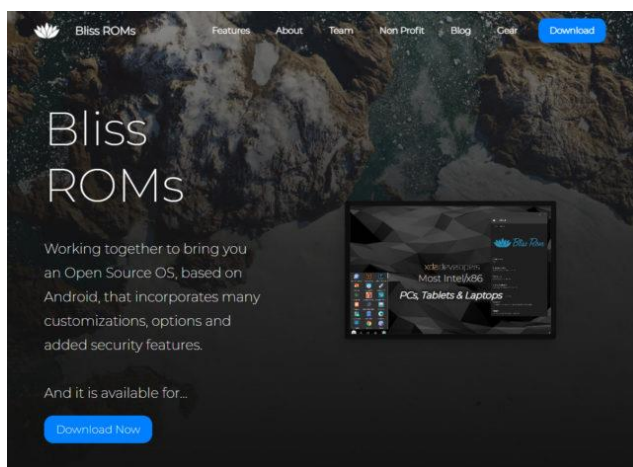 Bliss ROMs
Features
About
Team
Non Profit
Blog
Gear
Download
Bliss
ROMs
Working together to bring you
an Open Source OS, based on
Android, that incorporates many
customizations, options and
added security features.
And it is available for...
Download Now
Bliss Rom
xdadevelopers
Most Intel/x86
PCs, Tablets & Laptops